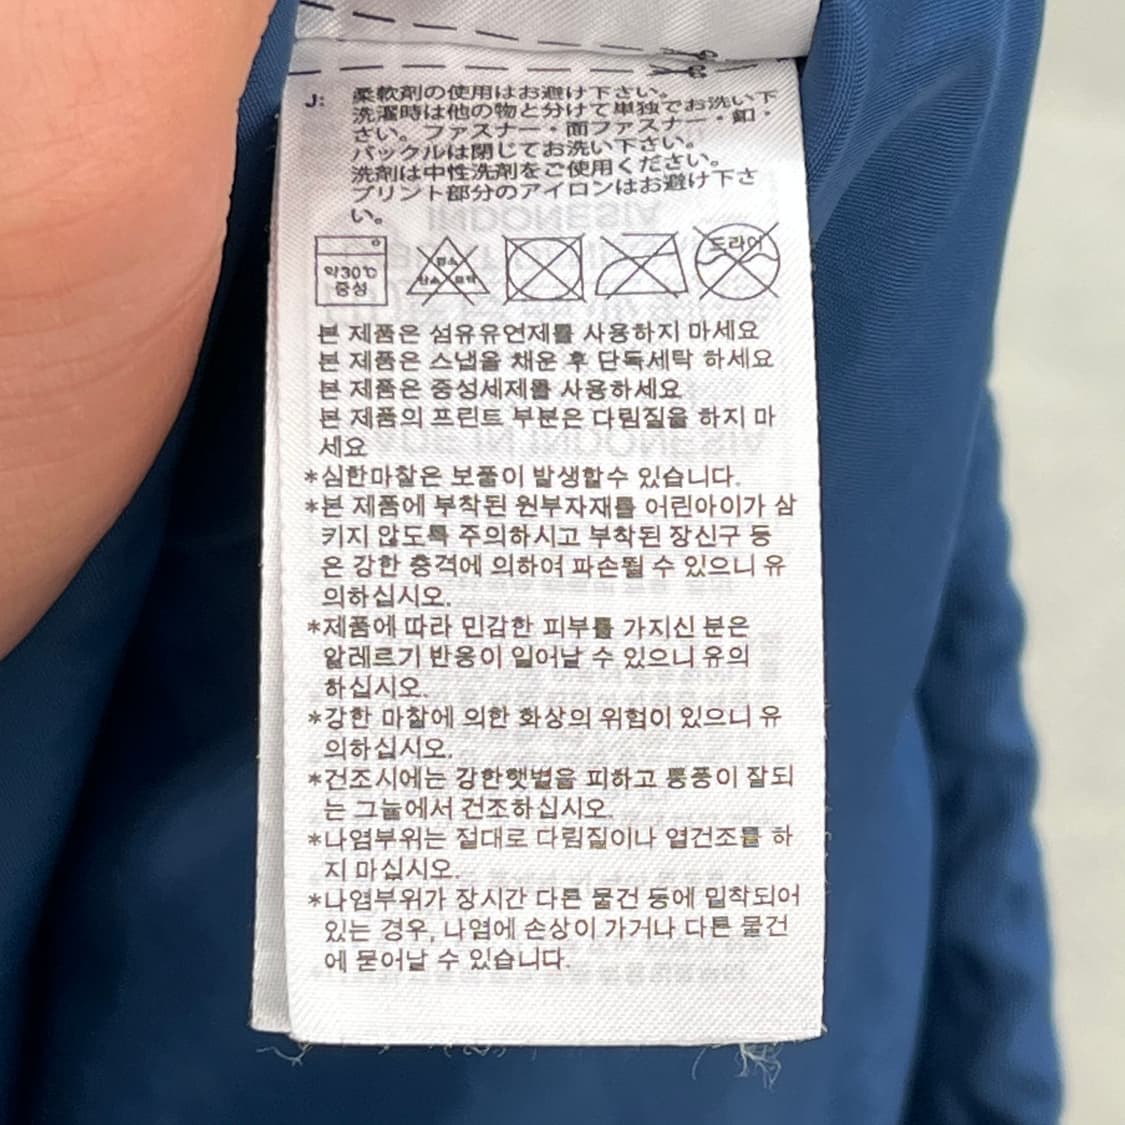 J: 柔軟剤の使用はお避け下さい。
洗濯時は他の物と分けて単独でお洗い下
さい。ファスナー・面ファスナー・釦・
バックルは閉じてお洗い下さい。
洗剤は中性洗剤をご使用ください。
プリント部分のアイロンはお避け下さ
い。
약30℃
중성
염소
산소 표백
드라이
본 제품은 섬유유연제를 사용하지 마세요
본 제품은 스냅을 채운 후 단독세탁 하세요
본 제품은 중성세제를 사용하세요
본 제품의 프린트 부분은 다림질을 하지 마
세요
*심한마찰은 보풀이 발생할수 있습니다.
*본 제품에 부착된 원부자재를 어린아이가 삼
키지 않도록 주의하시고 부착된 장신구 등
은 강한 충격에 의하여 파손될 수 있으니 유
의하십시오.
*제품에 따라 민감한 피부를 가지신 분은
알레르기 반응이 일어날 수 있으니 유의
하십시오.
*강한 마찰에 의한 화상의 위험이 있으니 유
의하십시오.
*건조시에는 강한햇볕을 피하고 통풍이 잘되
는 그늘에서 건조하십시오.
*나염부위는 절대로 다림질이나 열건조를 하
지 마십시오.
*나염부위가 장시간 다른 물건 등에 밀착되어
있는 경우, 나염에 손상이 가거나 다른 물건
에 묻어날 수 있습니다.